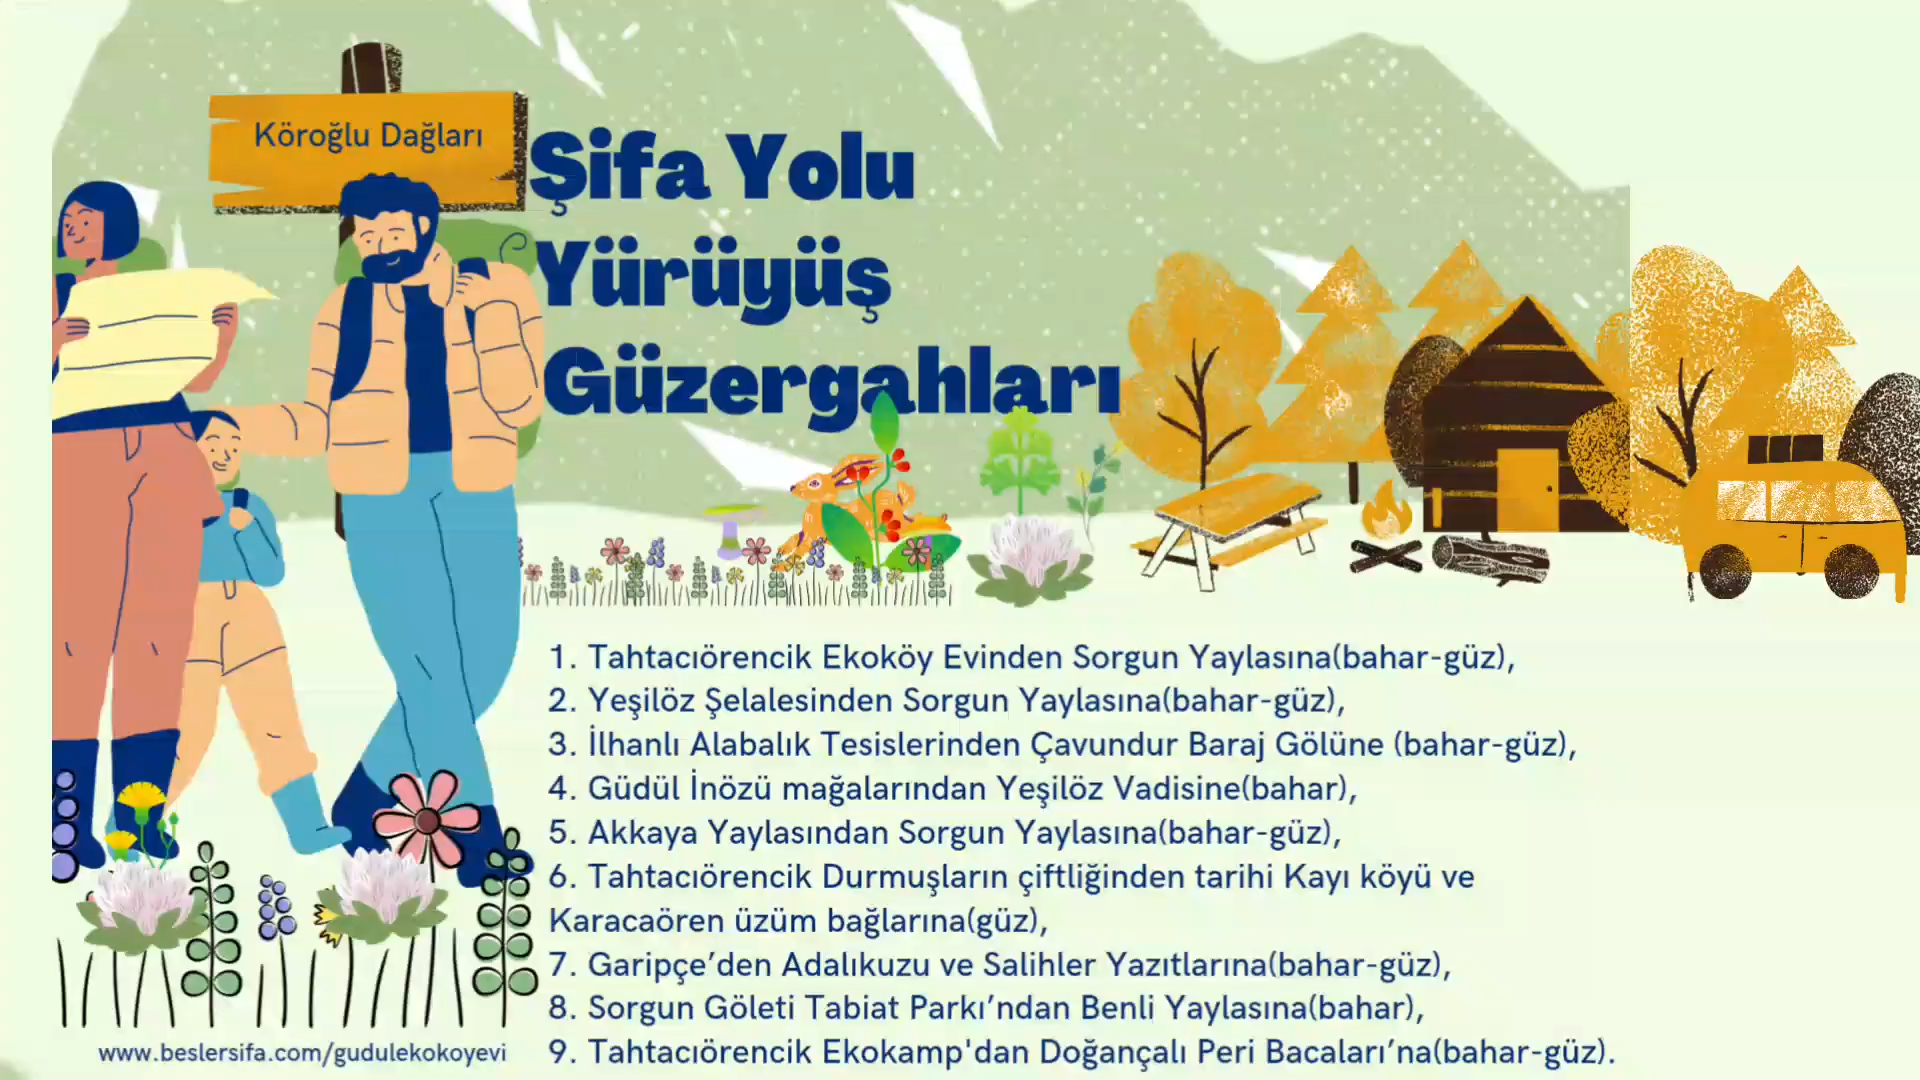 Köroğlu Dağları
Şifa Yolu
Yürüyüş
Güzergahları
1. Tahtacıörencik Ekoköy Evinden Sorgun Yaylasına(bahar-güz),
2. Yeşilöz Şelalesinden Sorgun Yaylasına(bahar-güz),
3. İlhanlı Alabalık Tesislerinden Çavundur Baraj Gölüne (bahar-güz),
4. Güdül İnözü mağalarından Yeşilöz Vadisine(bahar),
5. Akkaya Yaylasından Sorgun Yaylasına(bahar-güz),
6. Tahtacıörencik Durmuşların çiftliğinden tarihi Kayı köyü ve
Karacaören üzüm bağlarına(güz),
7. Garipçe’den Adalıkuzu ve Salihler Yazıtlarına(bahar-güz),
8. Sorgun Göleti Tabiat Parkı’ndan Benli Yaylasına(bahar),
9. Tahtacıörencik Ekokamp'dan Doğançalı Peri Bacaları’na(bahar-güz).
www.beslersifa.com/gudulekokoyevi